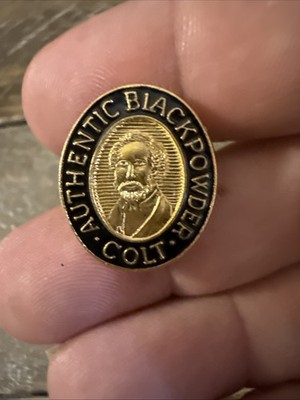 AUTHENTIC BLACKPOWDER
· COLT ·